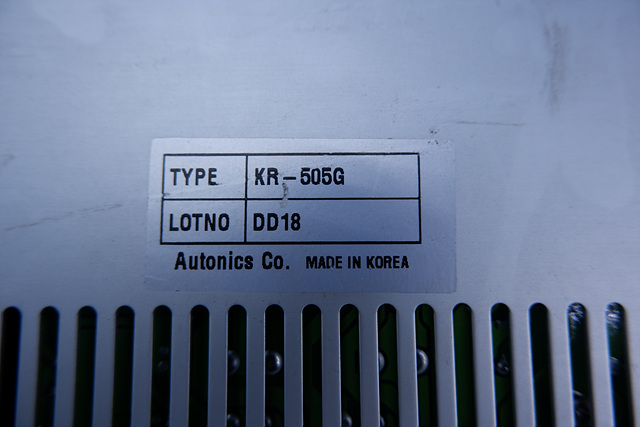 TYPE KR-505G
LOTNO DD18
Autonics Co. MADE IN KOREA